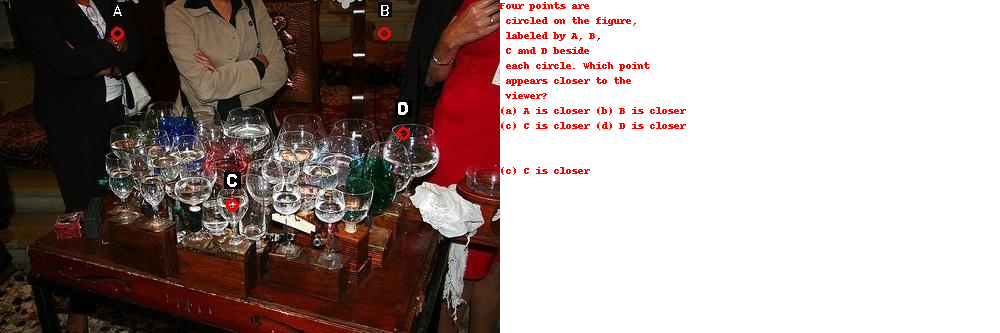 A
B
D
C
Four points are
circled on the figure,
labeled by A, B,
C and D beside
each circle. Which point
appears closer to the
viewer?
(a) A is closer (b) B is closer
(c) C is closer (d) D is closer
(c) C is closer